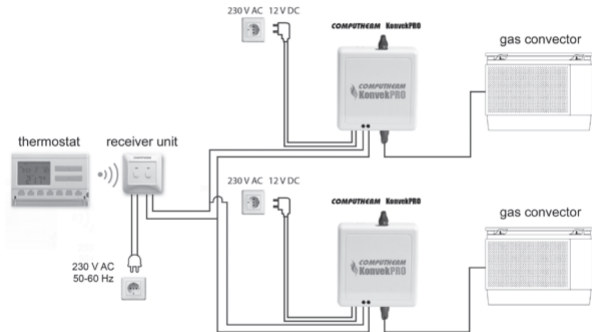 230 V AC 12 V DC
COMPUTHERM KonvekPRO
gas convector
COMPUTHERM
KonvekPRO
thermostat
receiver unit
230 V AC 12 V DC
COMPUTHERM KonvekPRO
gas convector
COMPUTHERM
KonvekPRO
230 V AC
50-60 Hz